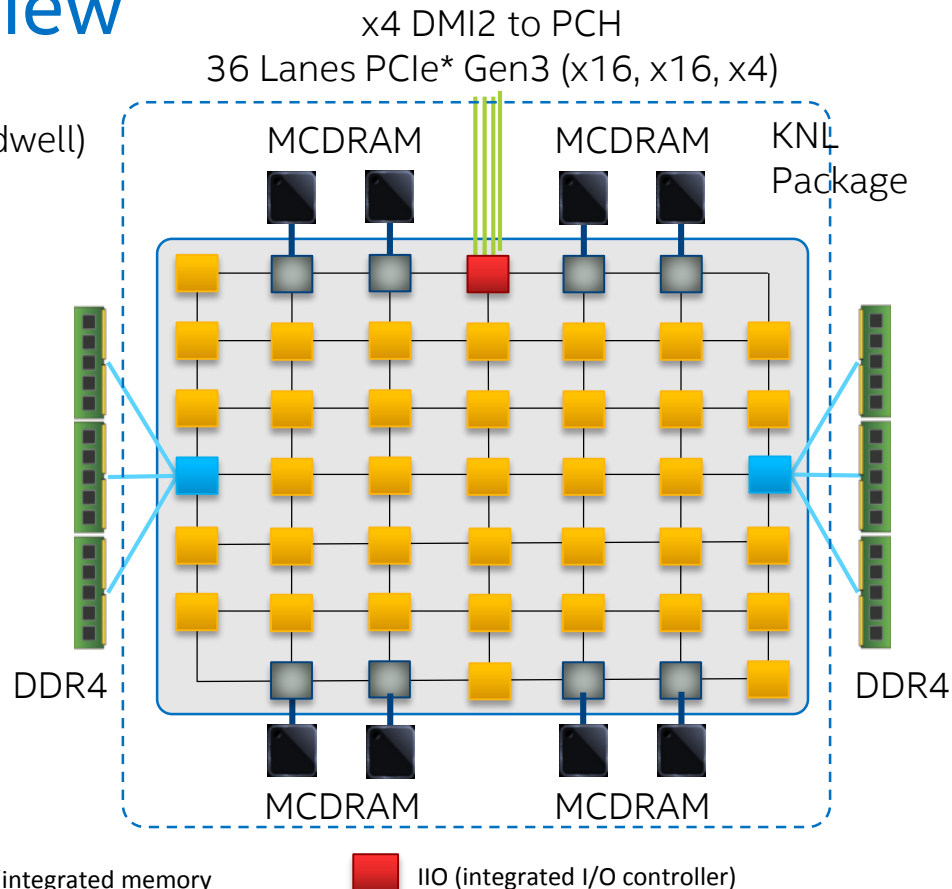 x4 DMI2 to PCH
36 Lanes PCIe* Gen3 (x16, x16, x4)
MCDRAM
MCDRAM
KNL
Package
DDR4
DDR4
MCDRAM
MCDRAM
integrated memory
IIO (integrated I/O controller)